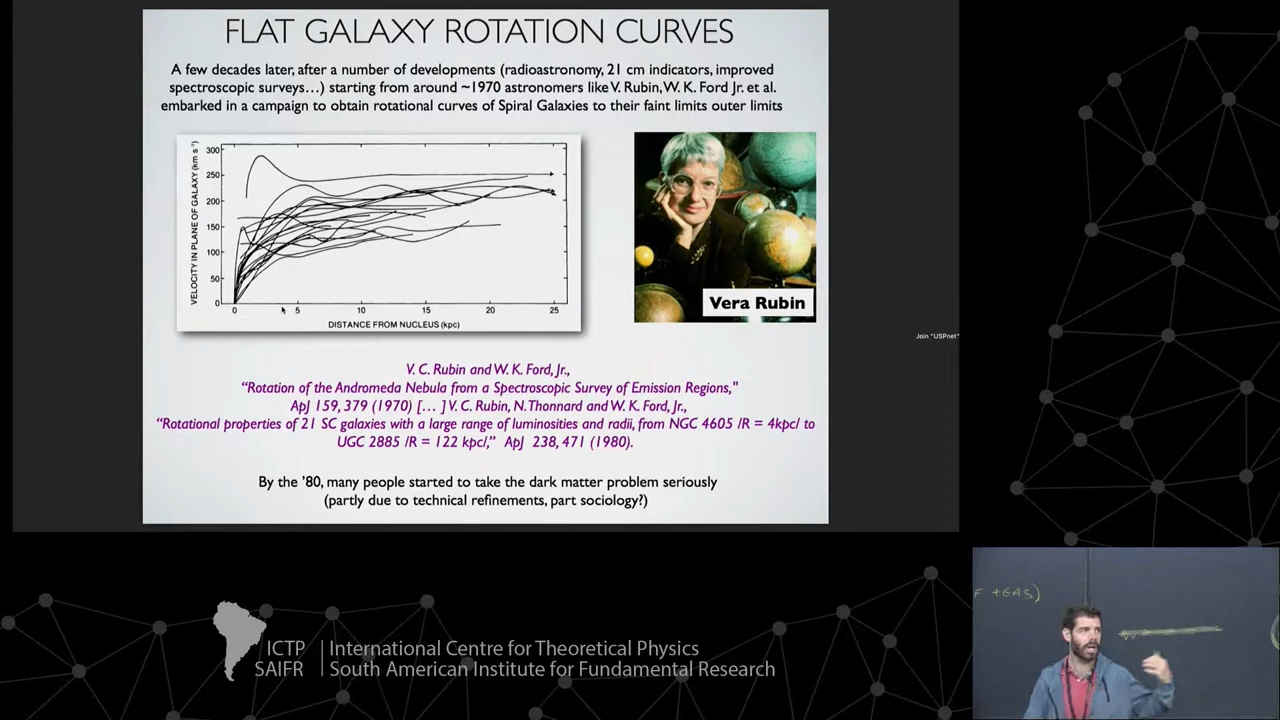 FLAT GALAXY ROTATION CURVES
A few decades later, after a number of developments (radioastronomy, 21 cm indicators, improved
spectroscopic surveys…) starting from around ~1970 astronomers like V. Rubin, W. K. Ford Jr. et al.
embarked in a campaign to obtain rotational curves of Spiral Galaxies to their faint limits outer limits
VELOCITY IN PLANE OF GALAXY (km s⁻¹)
300
250
200
150
100
50
0
0 5 10 15 20 25
DISTANCE FROM NUCLEUS (kpc)
Vera Rubin
Join "USPnet"
V. C. Rubin and W. K. Ford, Jr.,
“Rotation of the Andromeda Nebula from a Spectroscopic Survey of Emission Regions,"
ApJ 159, 379 (1970) [… ] V. C. Rubin, N. Thonnard and W. K. Ford, Jr.,
“Rotational properties of 21 SC galaxies with a large range of luminosities and radii, from NGC 4605 /R = 4kpc/ to
UGC 2885 /R = 122 kpc/,” ApJ 238, 471 (1980).
By the '80, many people started to take the dark matter problem seriously
(partly due to technical refinements, part sociology?)
F +GAS)
ICTP
SAIFR
International Centre for Theoretical Physics
South American Institute for Fundamental Research